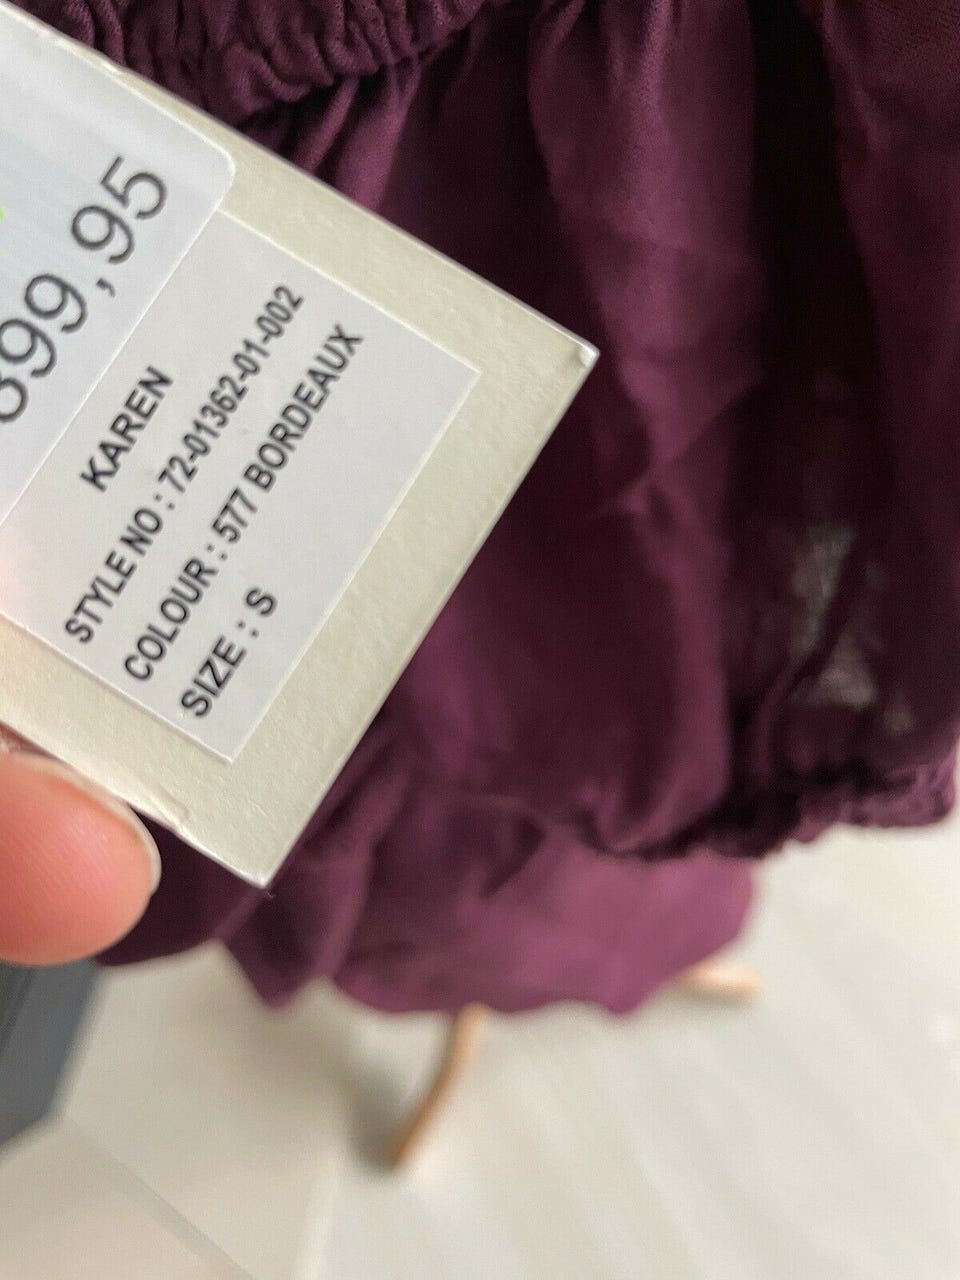 899,95
KAREN
STYLE NO : 72-01362-01-002
COLOUR : 577 BORDEAUX
SIZE : S